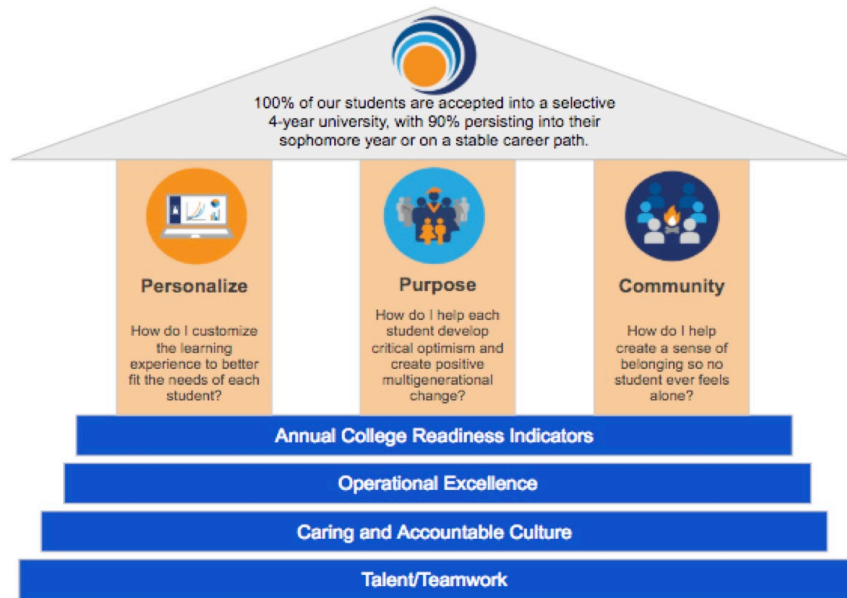 100% of our students are accepted into a selective
4-year university, with 90% persisting into their
sophomore year or on a stable career path.
Personalize
How do I customize
the learning
experience to better
fit the needs of each
student?
Purpose
How do I help each
student develop
critical optimism and
create positive
multigenerational
change?
Community
How do I help
create a sense of
belonging so no
student ever feels
alone?
Annual College Readiness Indicators
Operational Excellence
Caring and Accountable Culture
Talent/Teamwork